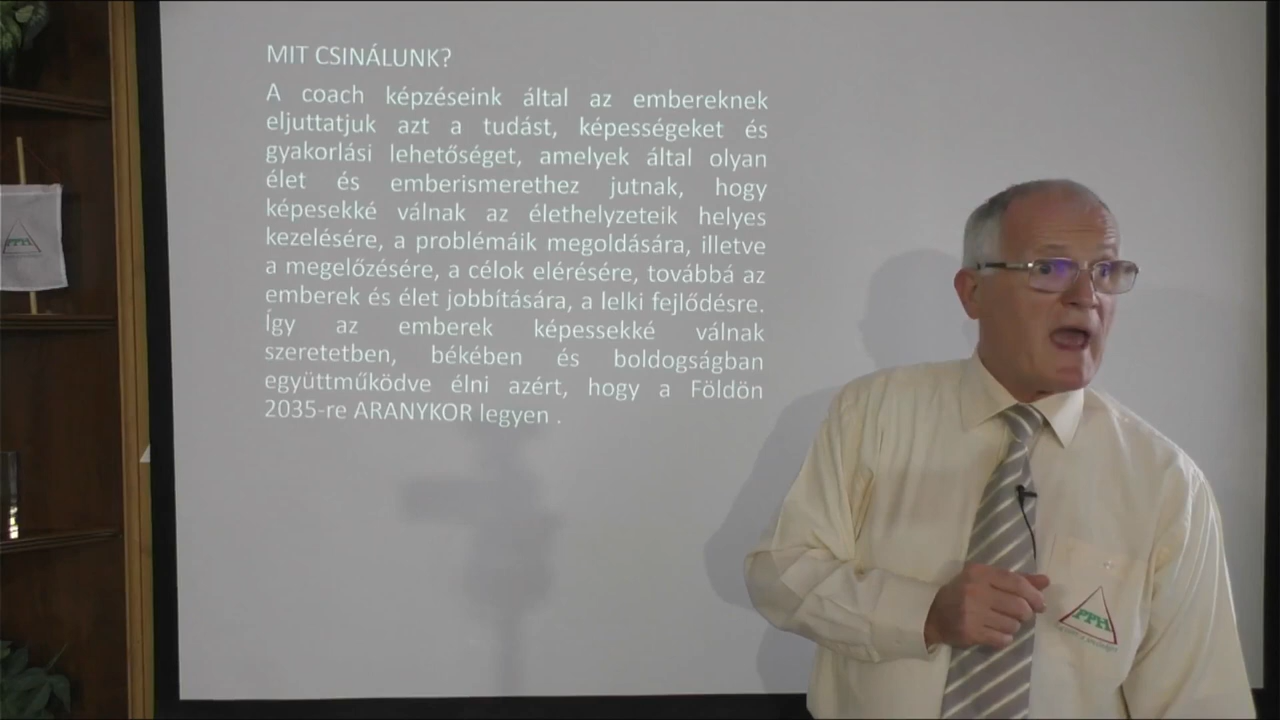 MIT CSINÁLUNK?
A coach képzéseink által az embereknek
eljuttatjuk azt a tudást, képességeket és
gyakorlási lehetőséget, amelyek által olyan
élet és emberismerethez jutnak, hogy
képesekké válnak az élethelyzeteik helyes
kezelésére, a problémáik megoldására, illetve
a megelőzésére, a célok elérésére, továbbá az
emberek és élet jobbítására, a lelki fejlődésre.
Így az emberek képessekké válnak
szeretetben, békében és boldogságban
együttműködve élni azért, hogy a Földön
2035-re ARANYKOR legyen .
PPH
PPH